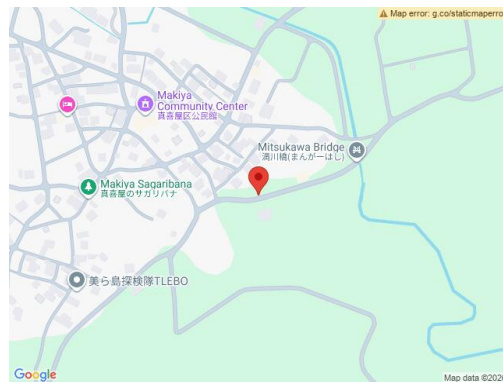 Map error: g.co/staticmaperro
Makiya
Community Center
真喜屋区公民館
Mitsukawa Bridge
満川橋(まんがーはし)
Makiya Sagaribana
真喜屋のサガリバナ
美ら島探検隊TLEBO
Google
Map data ©202